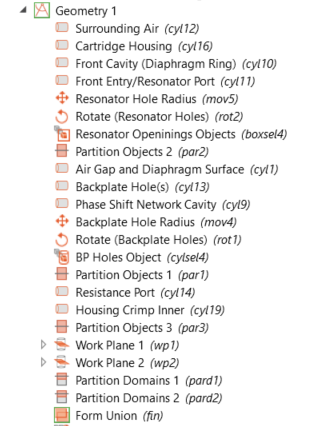 Geometry 1
Surrounding Air (cyl12)
Cartridge Housing (cyl16)
Front Cavity (Diaphragm Ring) (cyl10)
Front Entry/Resonator Port (cyl11)
Resonator Hole Radius (mov5)
Rotate (Resonator Holes) (rot2)
Resonator Openinings Objects (boxsel4)
Partition Objects 2 (par2)
Air Gap and Diaphragm Surface (cyl1)
Backplate Hole(s) (cyl13)
Phase Shift Network Cavity (cyl9)
Backplate Hole Radius (mov4)
Rotate (Backplate Holes) (rot1)
BP Holes Object (cylsel4)
Partition Objects 1 (par1)
Resistance Port (cyl14)
Housing Crimp Inner (cyl19)
Partition Objects 3 (par3)
Work Plane 1 (wp1)
Work Plane 2 (wp2)
Partition Domains 1 (pard1)
Partition Domains 2 (pard2)
Form Union (fin)